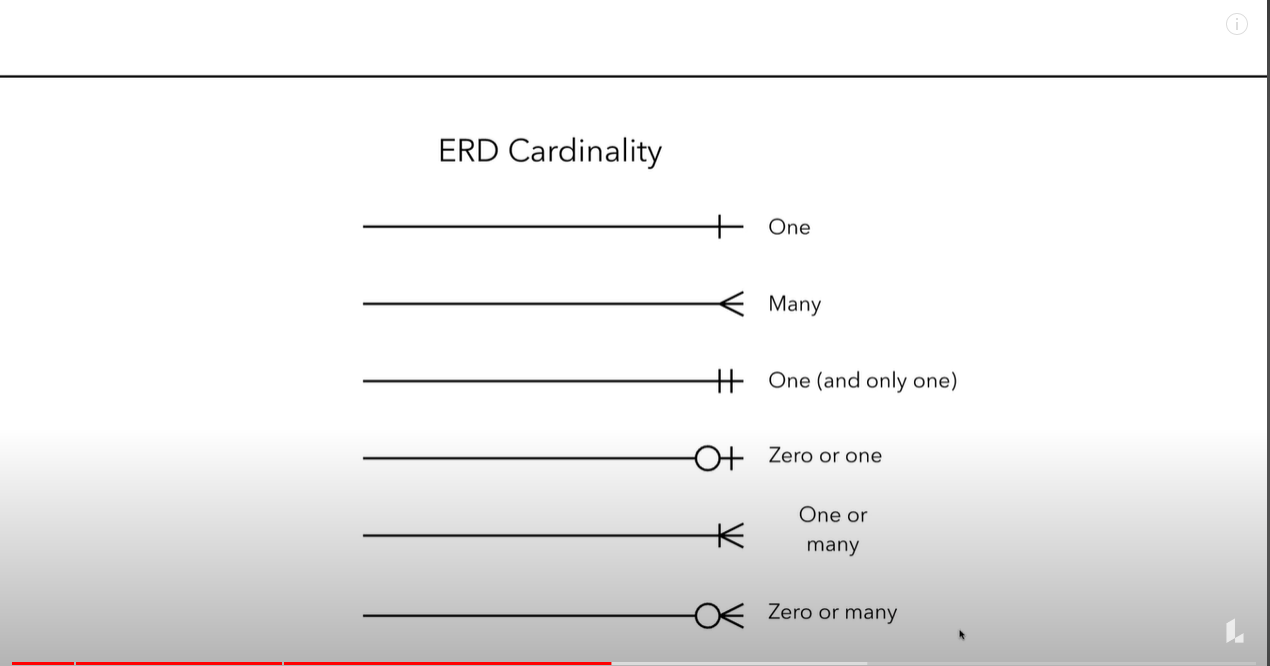 ERD Cardinality
One
Many
One (and only one)
Zero or one
One or
many
Zero or many